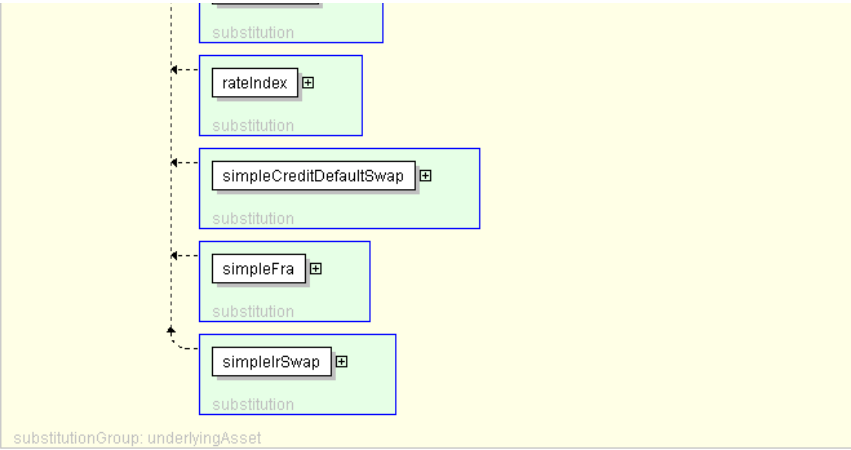 substitution
rateIndex
substitution
simpleCreditDefaultSwap
substitution
simpleFra
substitution
simpleIrSwap
substitution
substitutionGroup: underlyingAsset